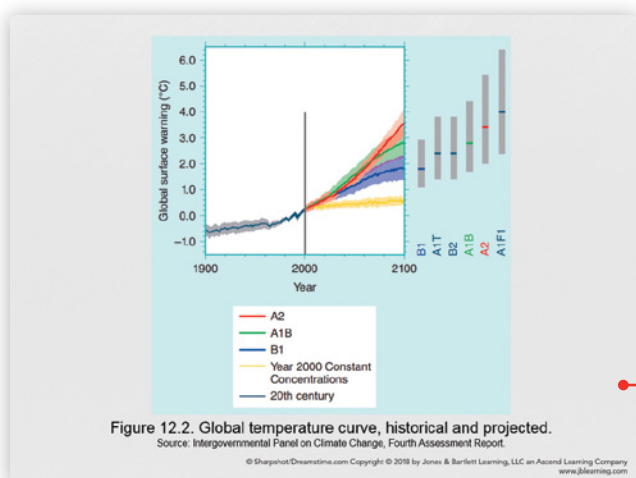 6.0
5.0
4.0
3.0
2.0
1.0
0.0
−1.0
Global surface warning (°C)
1900
2000
2100
Year
B1
A1T
B2
A1B
A2
A1F1
A2
A1B
B1
Year 2000 Constant
Concentrations
20th century
Figure 12.2. Global temperature curve, historical and projected.
Source: Intergovernmental Panel on Climate Change, Fourth Assessment Report.
© Sharpshot/Dreamstime.com Copyright © 2018 by Jones & Bartlett Learning, LLC an Ascend Learning Company
www.jblearning.com